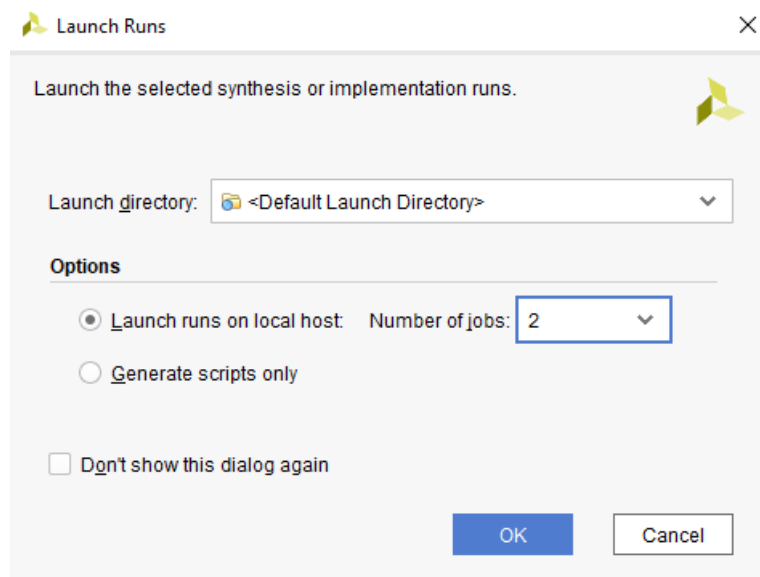 Launch Runs
Launch the selected synthesis or implementation runs.
Launch directory: <Default Launch Directory>
Options
Launch runs on local host: Number of jobs: 2
Generate scripts only
Don't show this dialog again
OK Cancel